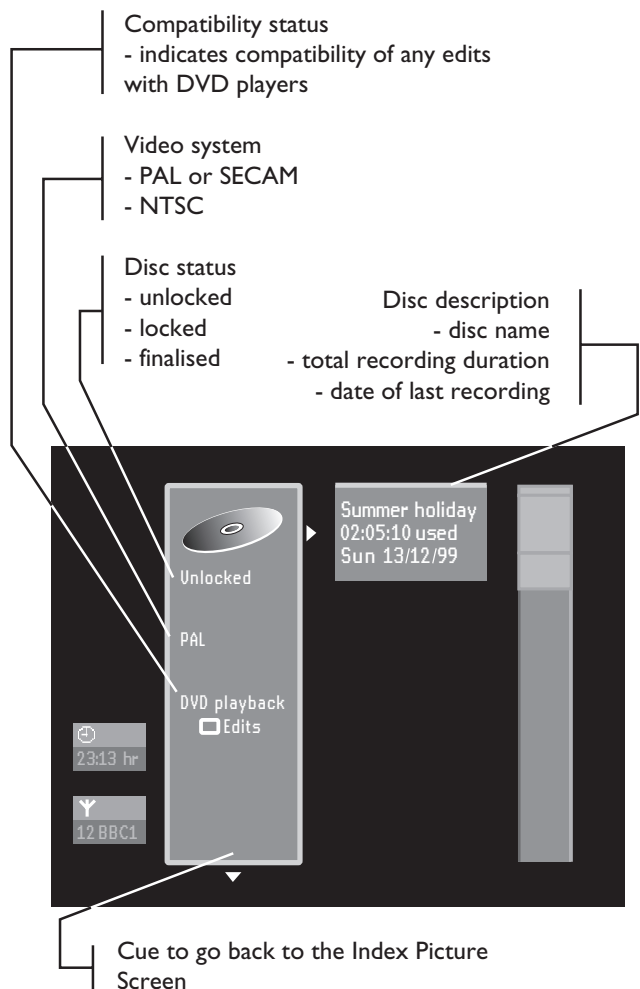 Compatibility status
- indicates compatibility of any edits
with DVD players
Video system
- PAL or SECAM
- NTSC
Disc status
- unlocked
- locked
- finalised
Disc description
- disc name
- total recording duration
- date of last recording
Summer holiday
02:05:10 used
Sun 13/12/99
Unlocked
PAL
DVD playback
Edits
23:13 hr
12 BBC1
Cue to go back to the Index Picture
Screen